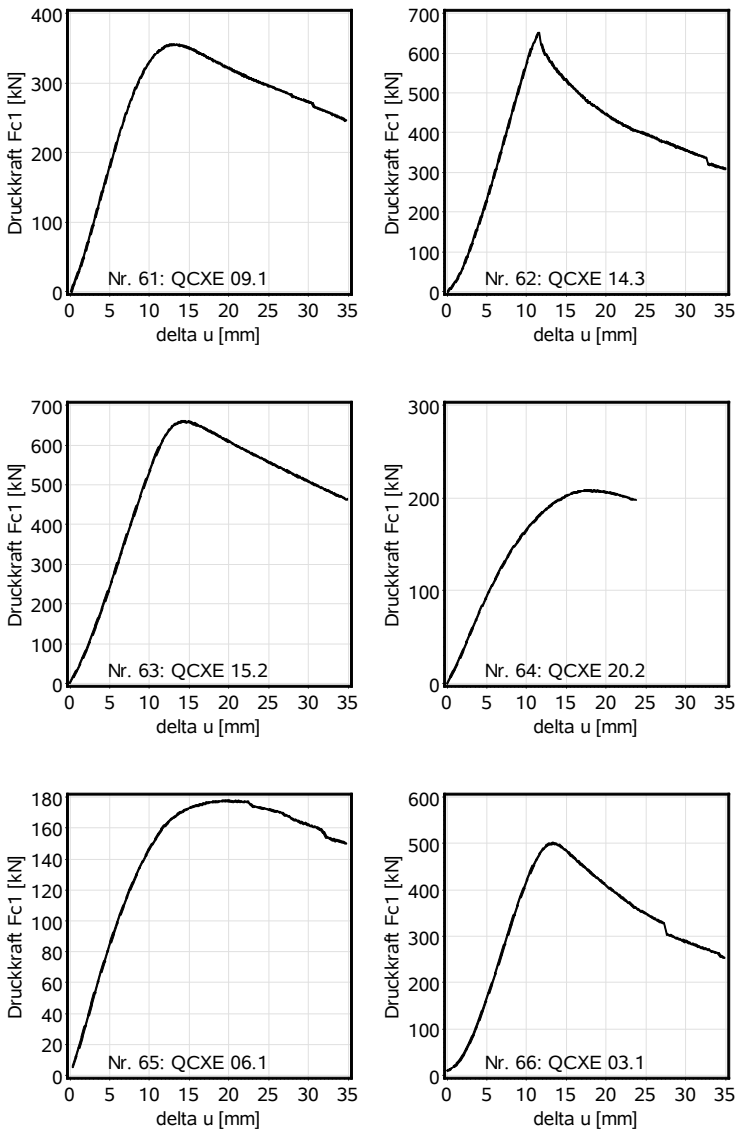 400
300
200
100
0
Druckkraft Fc1 [kN]
Nr. 61: QCXE 09.1
0 5 10 15 20 25 30 35
delta u [mm]
700
600
500
400
300
200
100
0
Druckkraft Fc1 [kN]
Nr. 62: QCXE 14.3
0 5 10 15 20 25 30 35
delta u [mm]
700
600
500
400
300
200
100
0
Druckkraft Fc1 [kN]
Nr. 63: QCXE 15.2
0 5 10 15 20 25 30 35
delta u [mm]
300
200
100
0
Druckkraft Fc1 [kN]
Nr. 64: QCXE 20.2
0 5 10 15 20 25 30 35
delta u [mm]
180
160
140
120
100
80
60
40
20
0
Druckkraft Fc1 [kN]
Nr. 65: QCXE 06.1
0 5 10 15 20 25 30 35
delta u [mm]
600
500
400
300
200
100
0
Druckkraft Fc1 [kN]
Nr. 66: QCXE 03.1
0 5 10 15 20 25 30 35
delta u [mm]